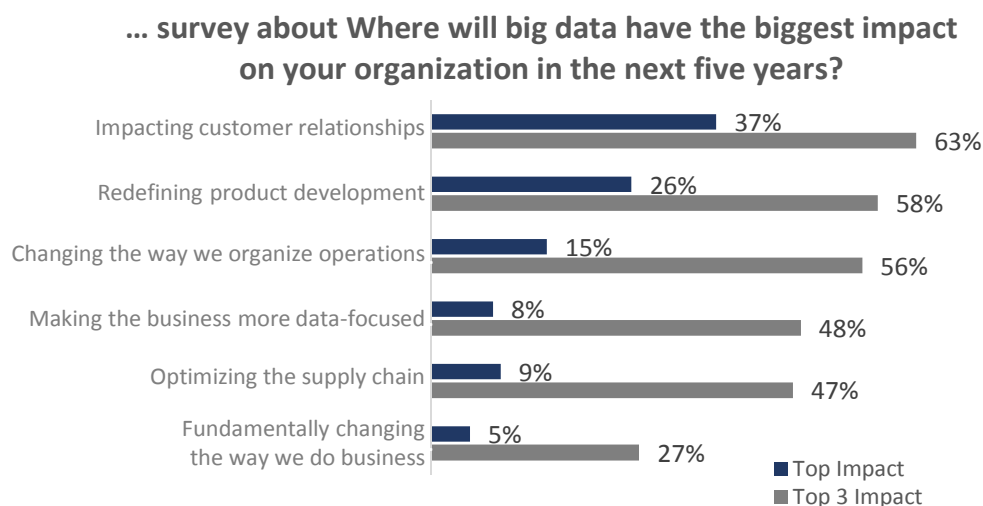 ... survey about Where will big data have the biggest impact
on your organization in the next five years?
Impacting customer relationships
37%
63%
Redefining product development
26%
58%
Changing the way we organize operations
15%
56%
Making the business more data-focused
8%
48%
Optimizing the supply chain
9%
47%
Fundamentally changing
the way we do business
5%
27%
Top Impact
Top 3 Impact